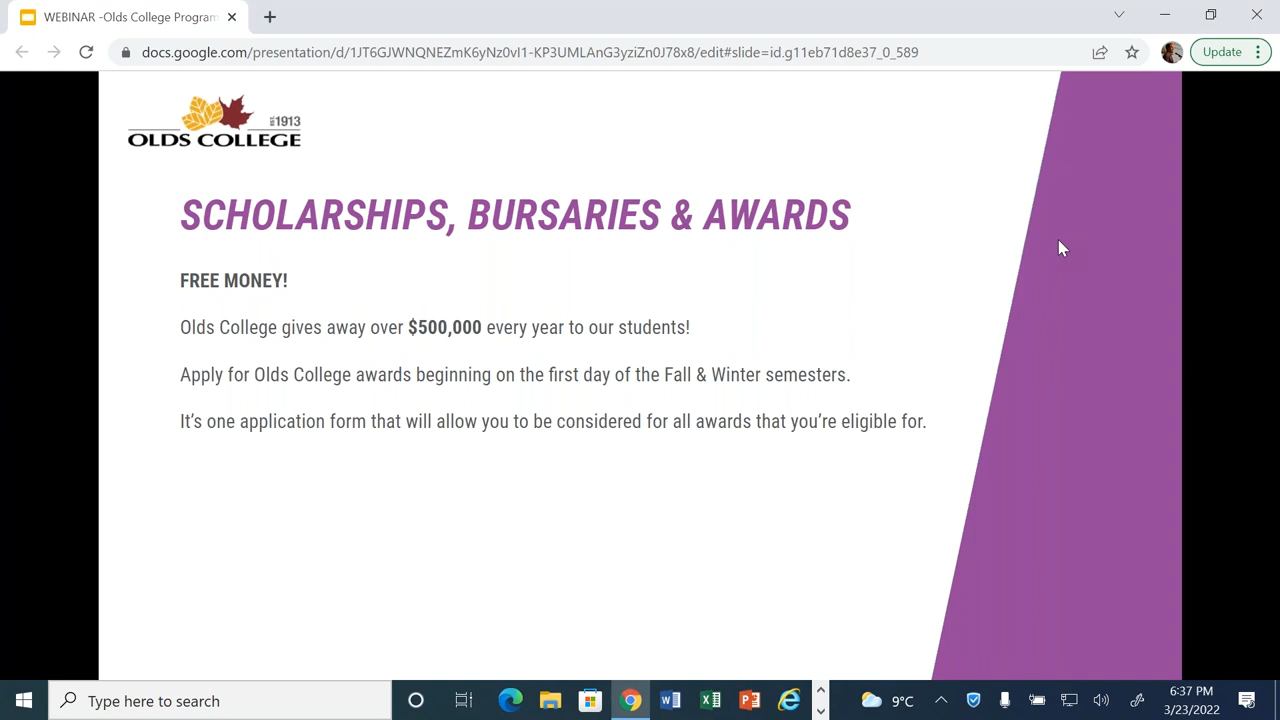 WEBINAR -Olds College Program
docs.google.com/presentation/d/1JT6GJWNQNEZmK6yNz0vI1-KP3UMLAnG3yziZn0J78x8/edit#slide=id.g11eb71d8e37_0_589
Update
EST. 1913
OLDS COLLEGE
SCHOLARSHIPS, BURSARIES & AWARDS
FREE MONEY!
Olds College gives away over $500,000 every year to our students!
Apply for Olds College awards beginning on the first day of the Fall & Winter semesters.
It's one application form that will allow you to be considered for all awards that you're eligible for.
Type here to search
9°C
6:37 PM
3/23/2022